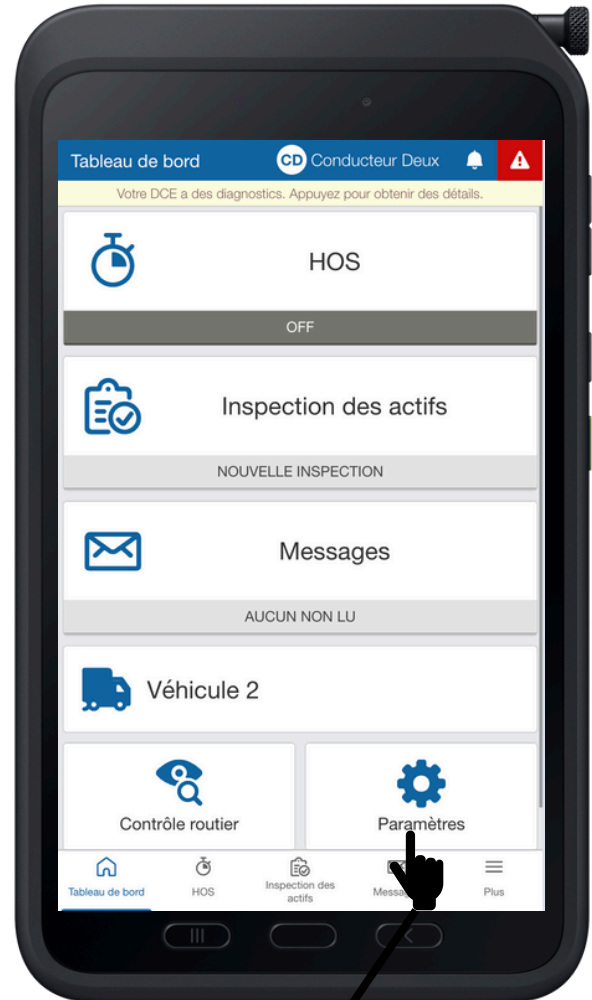 Tableau de bord
CD Conducteur Deux
Votre DCE a des diagnostics. Appuyez pour obtenir des détails.
HOS
OFF
Inspection des actifs
NOUVELLE INSPECTION
Messages
AUCUN NON LU
Véhicule 2
Contrôle routier
Paramètres
Tableau de bord
HOS
Inspection des
actifs
Plus